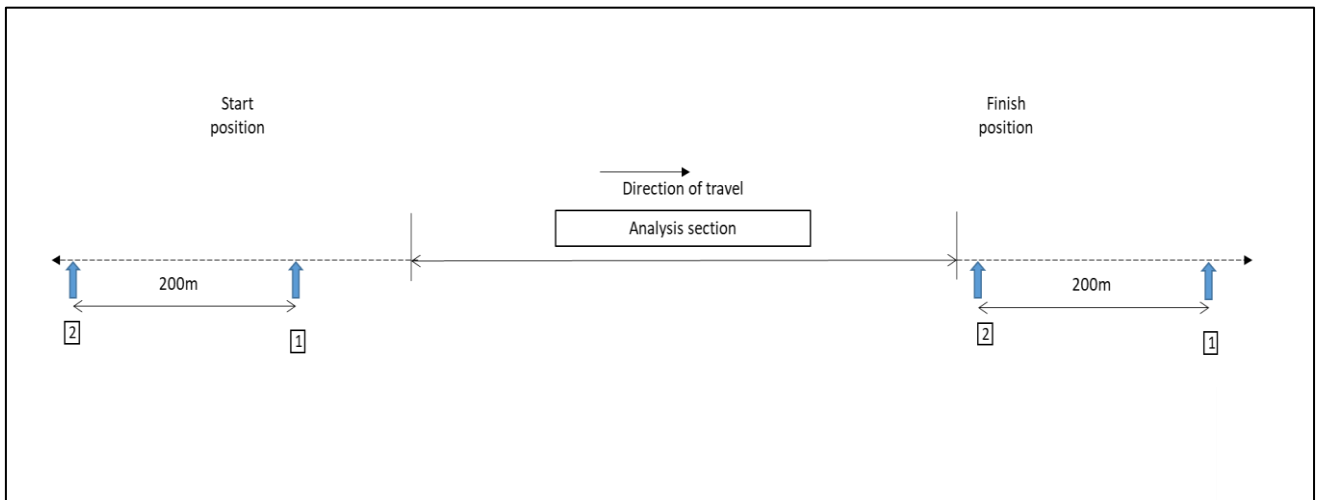 Start
position
Finish
position
Direction of travel
Analysis section
200m
200m
2
1
2
1